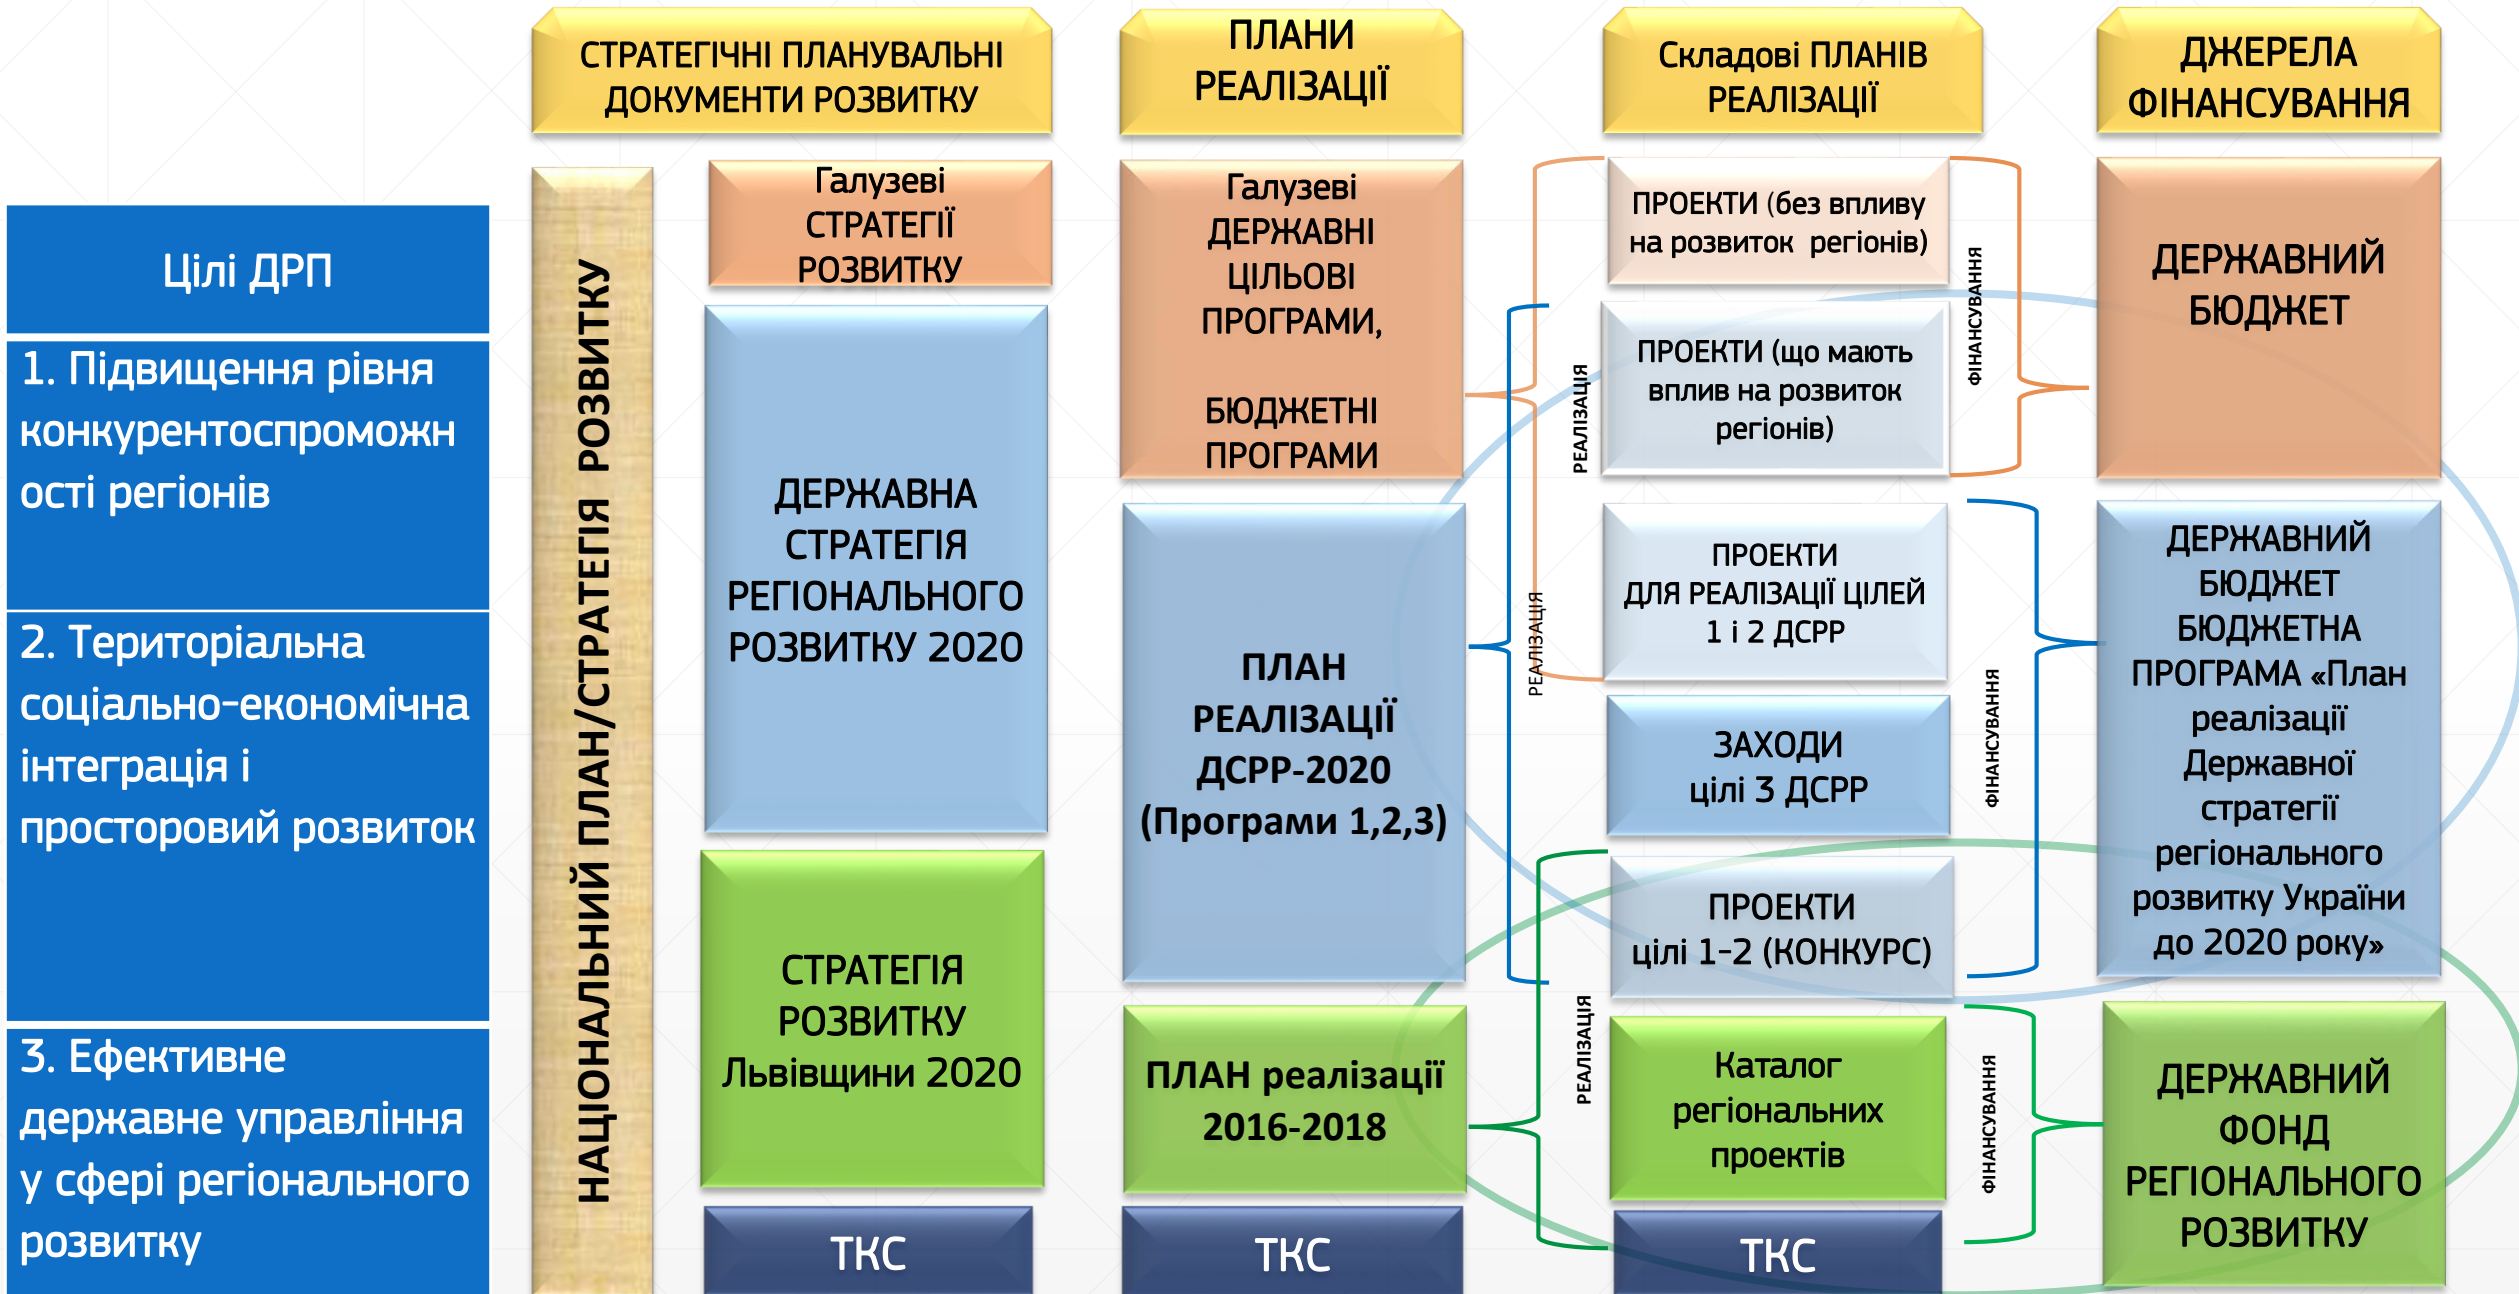 СТРАТЕГІЧНІ ПЛАНУВАЛЬНІ
ДОКУМЕНТИ РОЗВИТКУ
ПЛАНИ
РЕАЛІЗАЦІЇ
Складові ПЛАНІВ
РЕАЛІЗАЦІЇ
ДЖЕРЕЛА
ФІНАНСУВАННЯ
Цілі ДРП
1. Підвищення рівня
конкурентоспроможн
ості регіонів
2. Територіальна
соціально-економічна
інтеграція і
просторовий розвиток
3. Ефективне
державне управління
у сфері регіонального
розвитку
НАЦІОНАЛЬНИЙ ПЛАН/СТРАТЕГІЯ РОЗВИТКУ
Галузеві
СТРАТЕГІЇ
РОЗВИТКУ
ДЕРЖАВНА
СТРАТЕГІЯ
РЕГІОНАЛЬНОГО
РОЗВИТКУ 2020
СТРАТЕГІЯ
РОЗВИТКУ
Львівщини 2020
ТКС
Галузеві
ДЕРЖАВНІ
ЦІЛЬОВІ
ПРОГРАМИ,
БЮДЖЕТНІ
ПРОГРАМИ
ПЛАН
РЕАЛІЗАЦІЇ
ДСРР-2020
(Програми 1,2,3)
ПЛАН реалізації
2016-2018
ТКС
РЕАЛІЗАЦІЯ
РЕАЛІЗАЦІЯ
РЕАЛІЗАЦІЯ
ПРОЕКТИ (без впливу
на розвиток регіонів)
ПРОЕКТИ (що мають
вплив на розвиток
регіонів)
ПРОЕКТИ
ДЛЯ РЕАЛІЗАЦІЇ ЦІЛЕЙ
1 і 2 ДСРР
ЗАХОДИ
цілі 3 ДСРР
ПРОЕКТИ
цілі 1-2 (КОНКУРС)
Каталог
регіональних
проектів
ТКС
ФІНАНСУВАННЯ
ФІНАНСУВАННЯ
ФІНАНСУВАННЯ
ДЕРЖАВНИЙ
БЮДЖЕТ
ДЕРЖАВНИЙ
БЮДЖЕТ
БЮДЖЕТНА
ПРОГРАМА «План
реалізації
Державної
стратегії
регіонального
розвитку України
до 2020 року»
ДЕРЖАВНИЙ
ФОНД
РЕГІОНАЛЬНОГО
РОЗВИТКУ